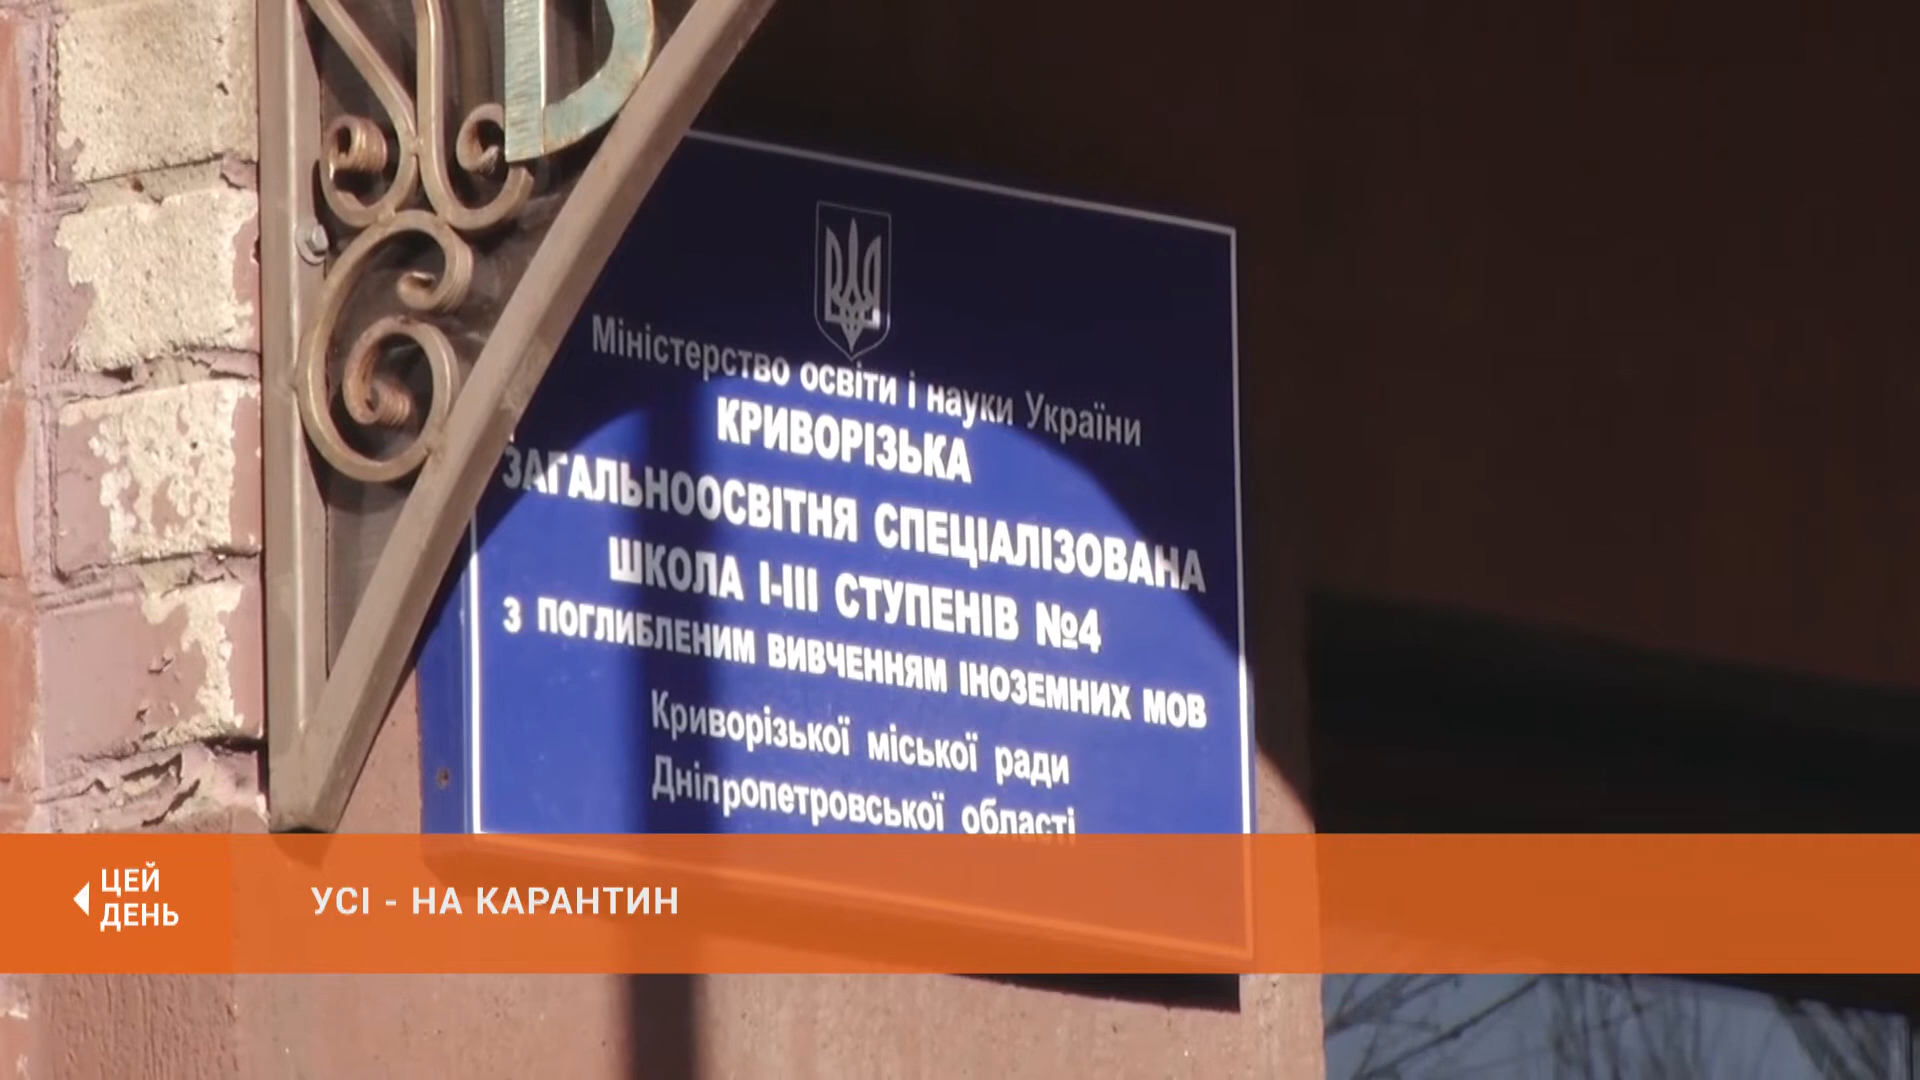 Міністерство освіти і науки України
КРИВОРІЗЬКА
ЗАГАЛЬНООСВІТНЯ СПЕЦІАЛІЗОВАНА
ШКОЛА І-ІІІ СТУПЕНІВ №4
З ПОГЛИБЛЕНИМ ВИВЧЕННЯМ ІНОЗЕМНИХ МОВ
Криворізької міської ради
Дніпропетровської області
ЦЕЙ
ДЕНЬ
УСІ - НА КАРАНТИН